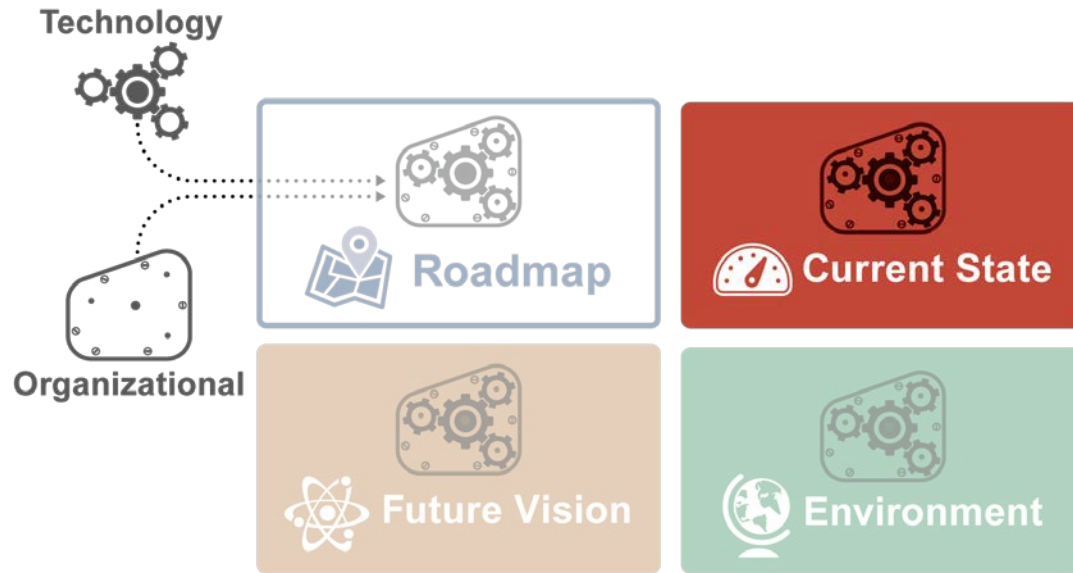 Technology
Roadmap
Current State
Organizational
Future Vision
Environment